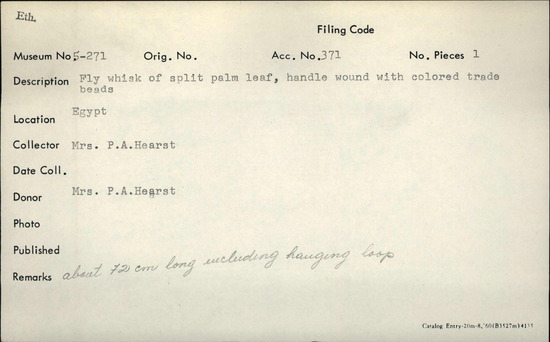 Eth.
Filing Code
Museum No. 5-271 Orig. No. Acc. No. 371 No. Pieces 1
Description Fly whisk of split palm leaf, handle wound with colored trade
beads
Location Egypt
Collector Mrs. P.A.Hearst
Date Coll.
Donor Mrs. P.A.Hearst
Photo
Published
Remarks about 72 cm long including hanging loop
Catalog Entry-20m-8,'60(B3527m)4135